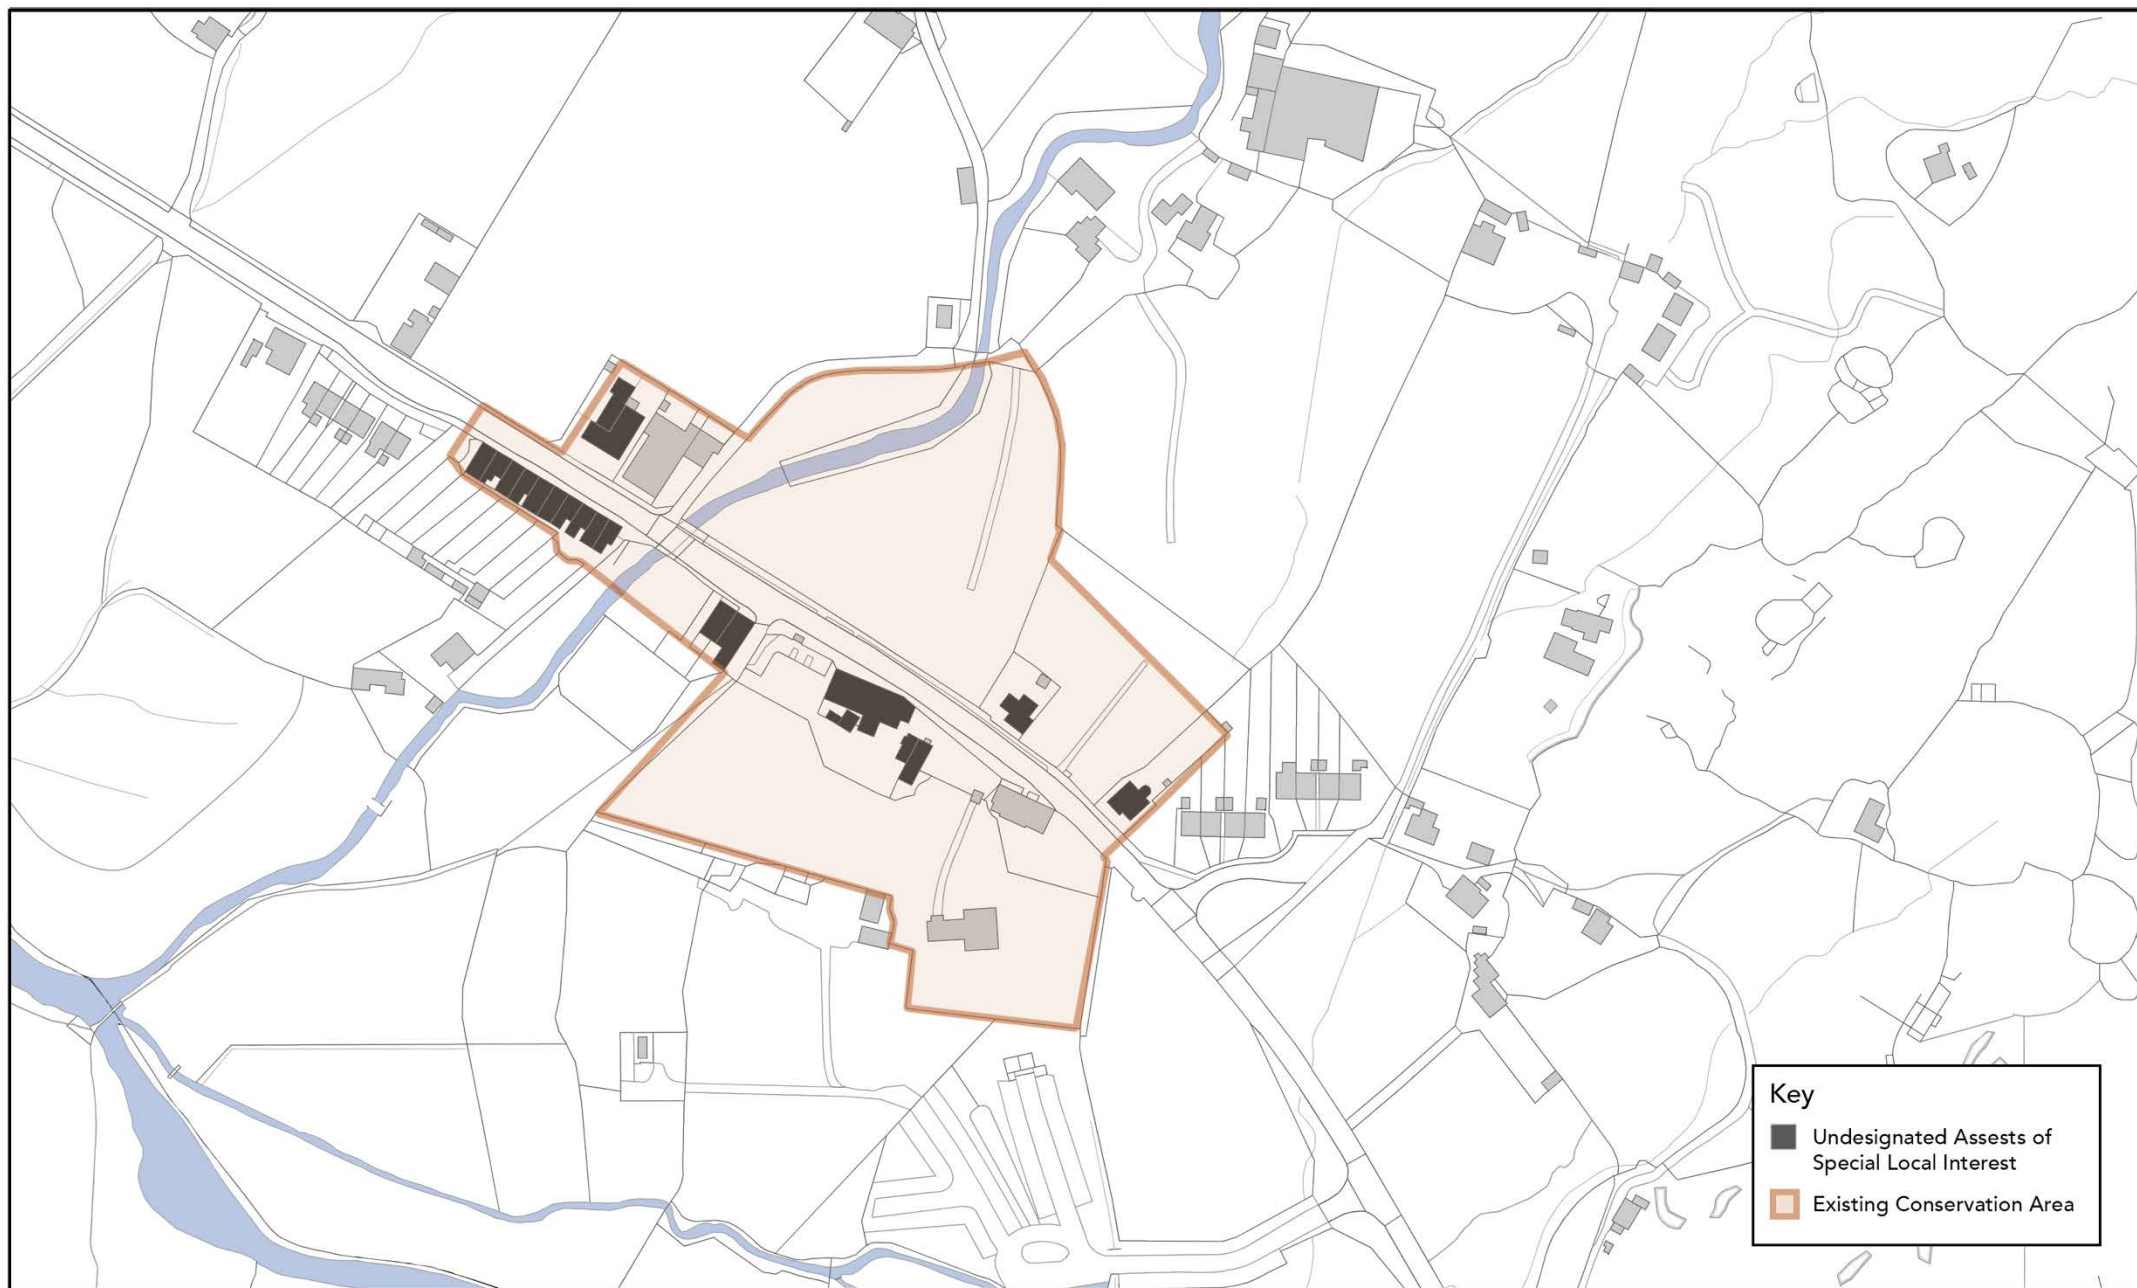 Key
Undesignated Assests of
Special Local Interest
Existing Conservation Area